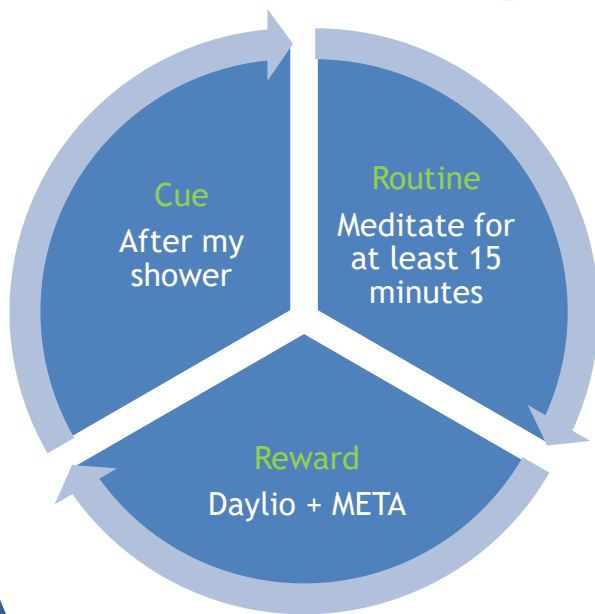 Cue
After my
shower
Routine
Meditate for
at least 15
minutes
Reward
Daylio + META